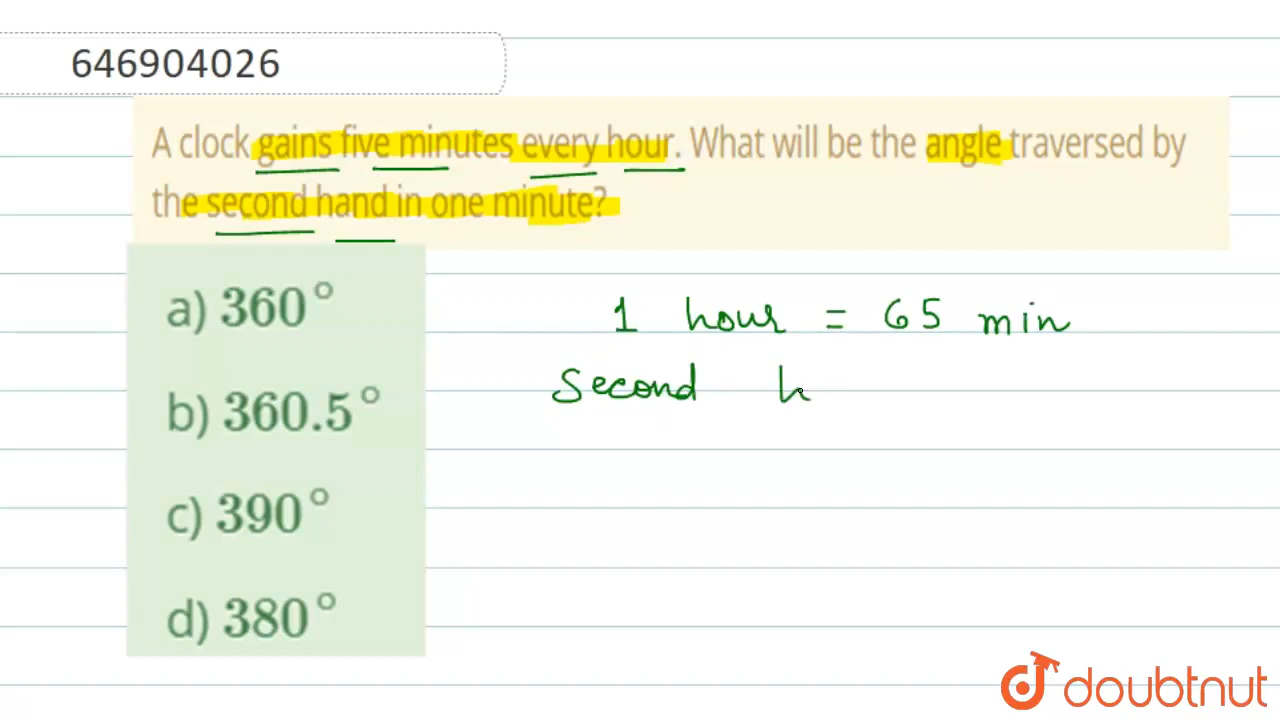 646904026
A clock gains five minutes every hour. What will be the angle traversed by
the second hand in one minute?
a) 360°
b) 360.5°
c) 390°
d) 380°
1 hour = 65 min
Second h
doubtnut